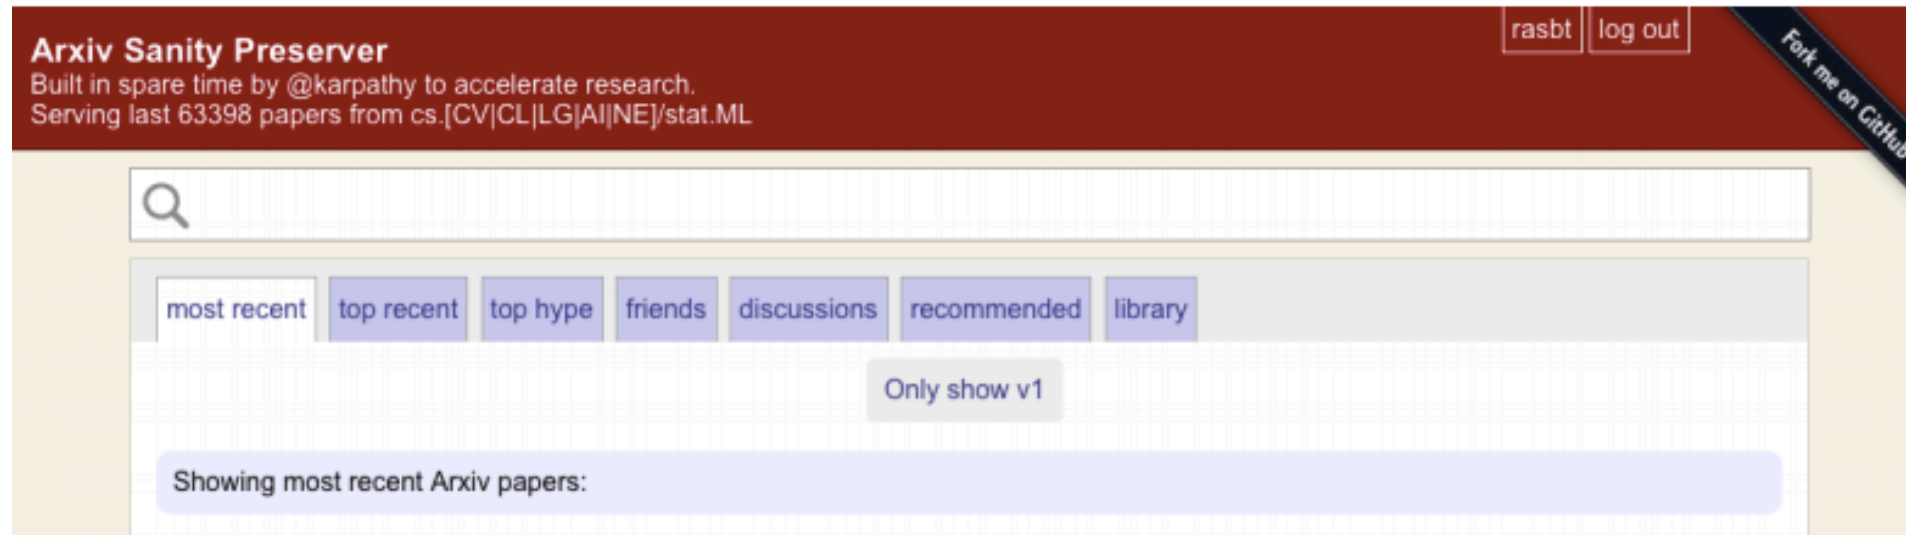 Arxiv Sanity Preserver
Built in spare time by @karpathy to accelerate research.
Serving last 63398 papers from cs.[CV|CL|LG|AI|NE]/stat.ML
rasbt log out
Fork me on GitHub
most recent top recent top hype friends discussions recommended library
Only show v1
Showing most recent Arxiv papers: